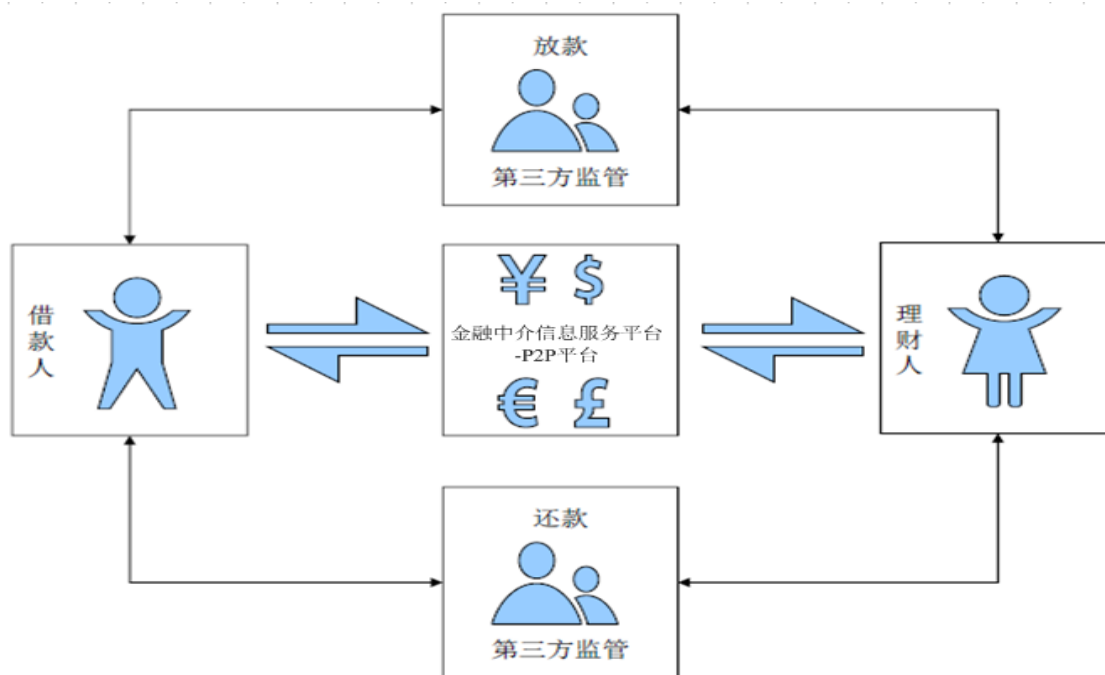 放款
第三方监管
借款人
¥ $
金融中介信息服务平台
-P2P平台
€ £
理财人
还款
第三方监管